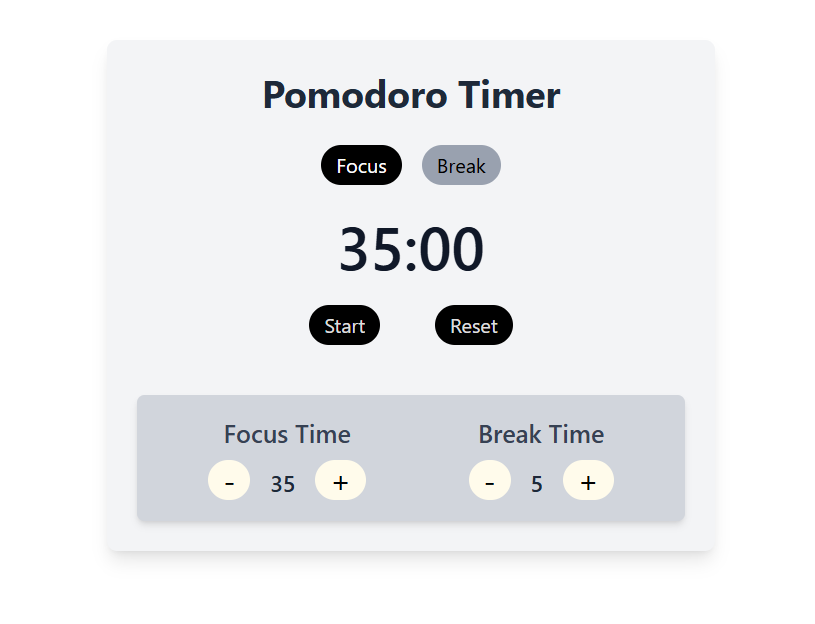 Pomodoro Timer
Focus Break
35:00
Start Reset
Focus Time Break Time
- 35 + - 5 +